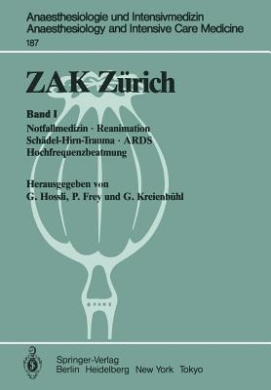 Anaesthesiologie und Intensivmedizin
Anaesthesiology and Intensive Care Medicine
187
ZAK Zürich
Band I
Notfallmedizin · Reanimation
Schädel-Hirn-Trauma · ARDS
Hochfrequenzbeatmung
Herausgegeben von
G. Hossli, P. Frey und G. Kreienbühl
Springer-Verlag
Berlin Heidelberg New York Tokyo